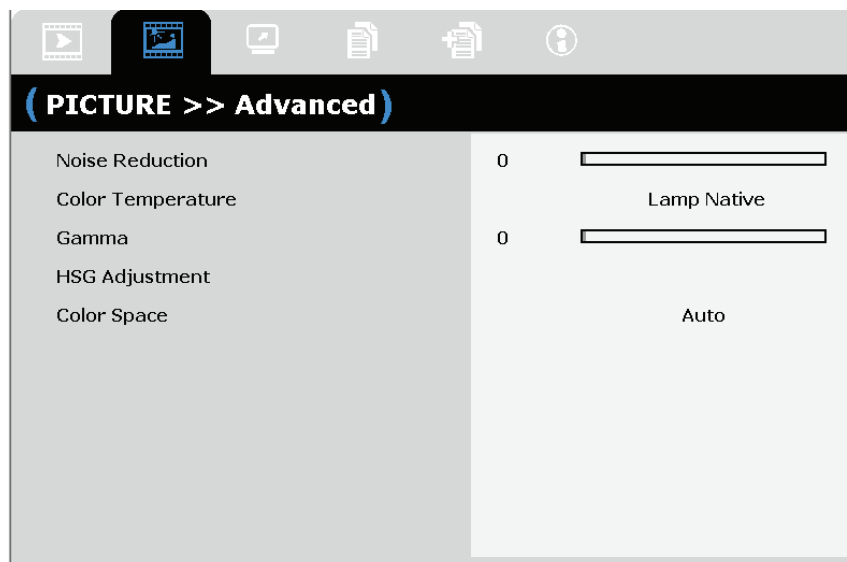 PICTURE >> Advanced
Noise Reduction 0
Color Temperature Lamp Native
Gamma 0
HSG Adjustment
Color Space Auto